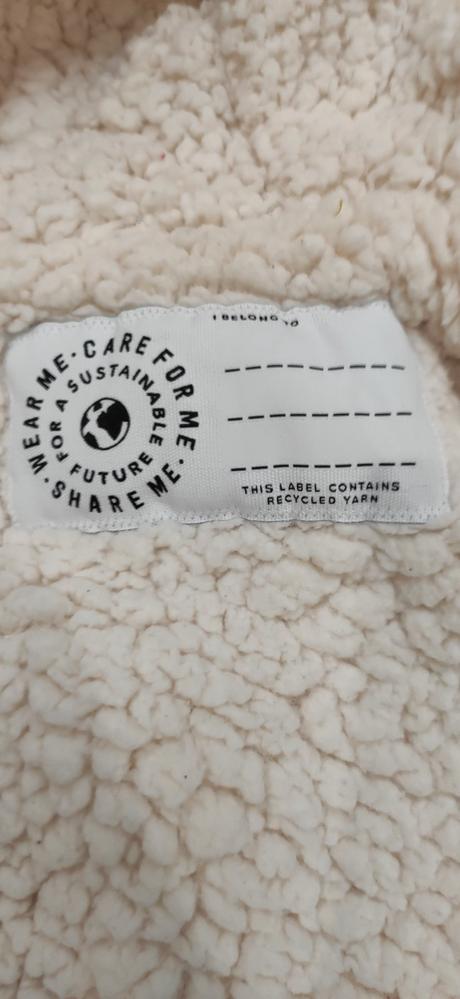 WEAR ME · CARE FOR ME · SHARE ME ·
FOR A SUSTAINABLE FUTURE
I BELONG TO
THIS LABEL CONTAINS
RECYCLED YARN